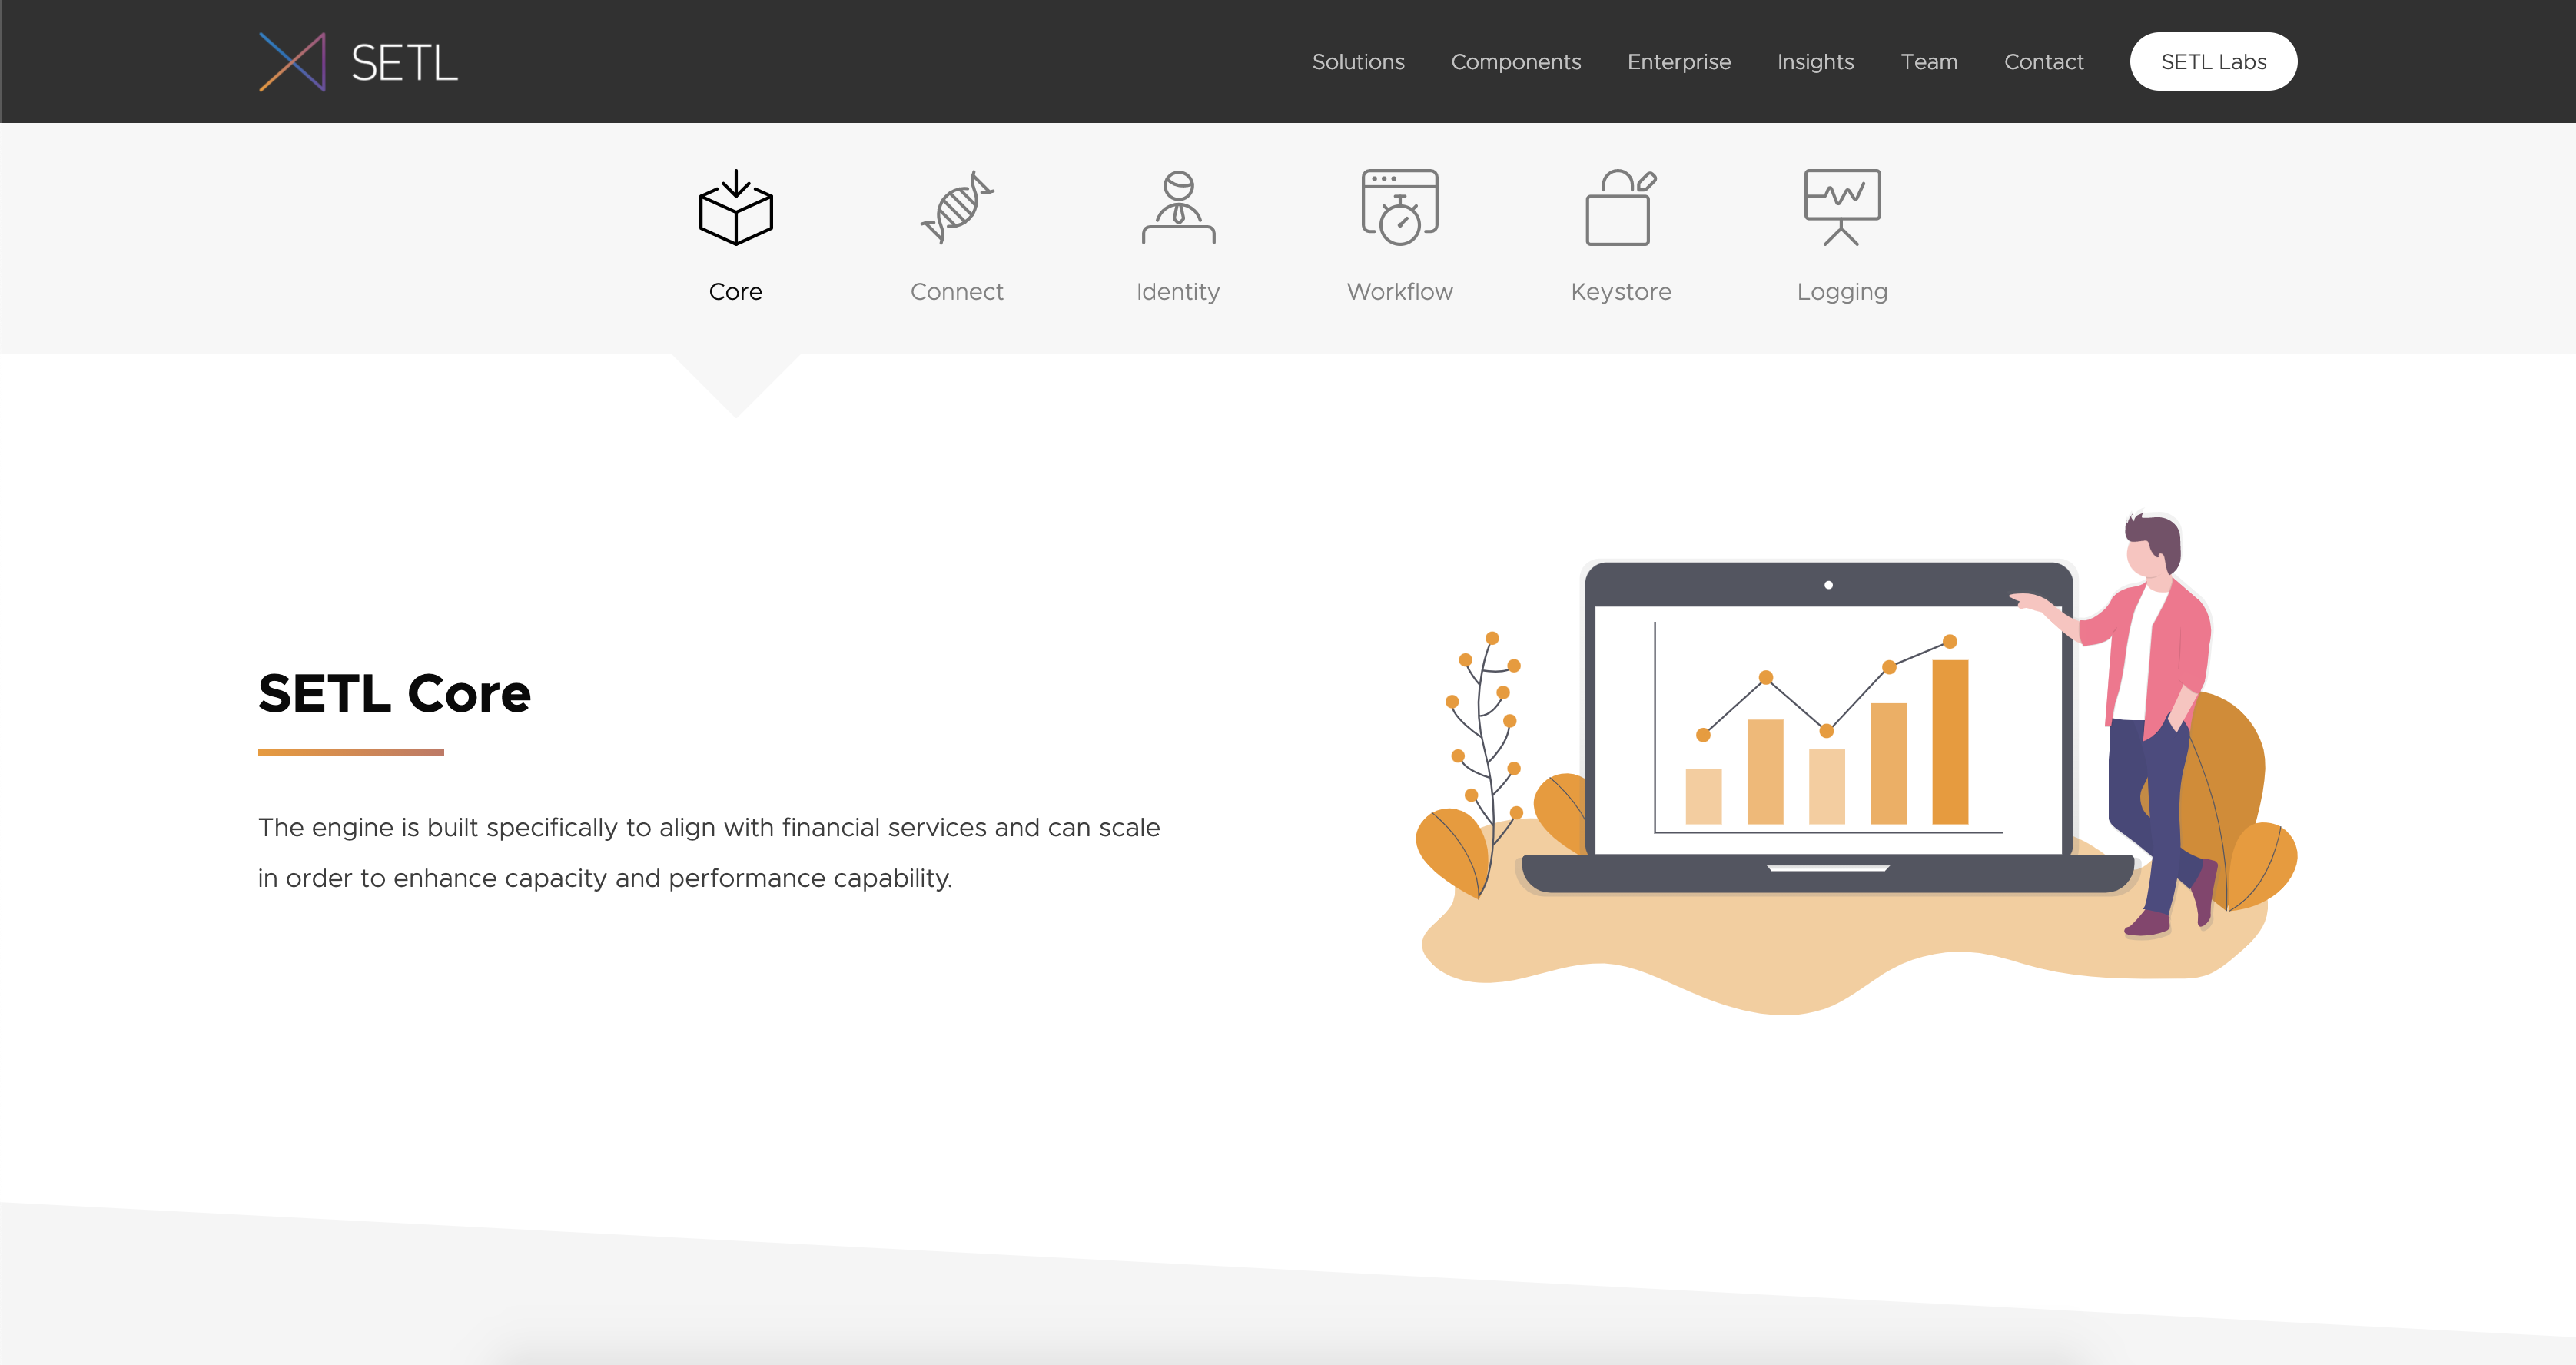 SETL
Solutions Components Enterprise Insights Team Contact SETL Labs
Core Connect Identity Workflow Keystore Logging
SETL Core
The engine is built specifically to align with financial services and can scale
in order to enhance capacity and performance capability.